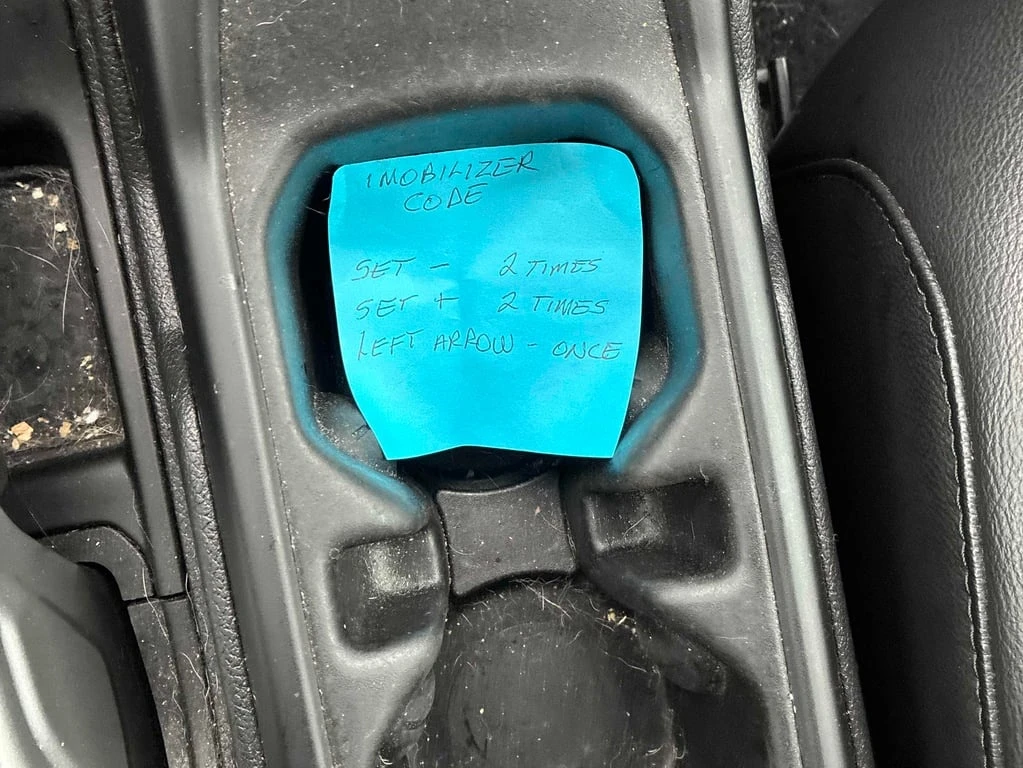 IMOBILIZER
CODE
SET - 2 TIMES
SET + 2 TIMES
LEFT ARROW - ONCE